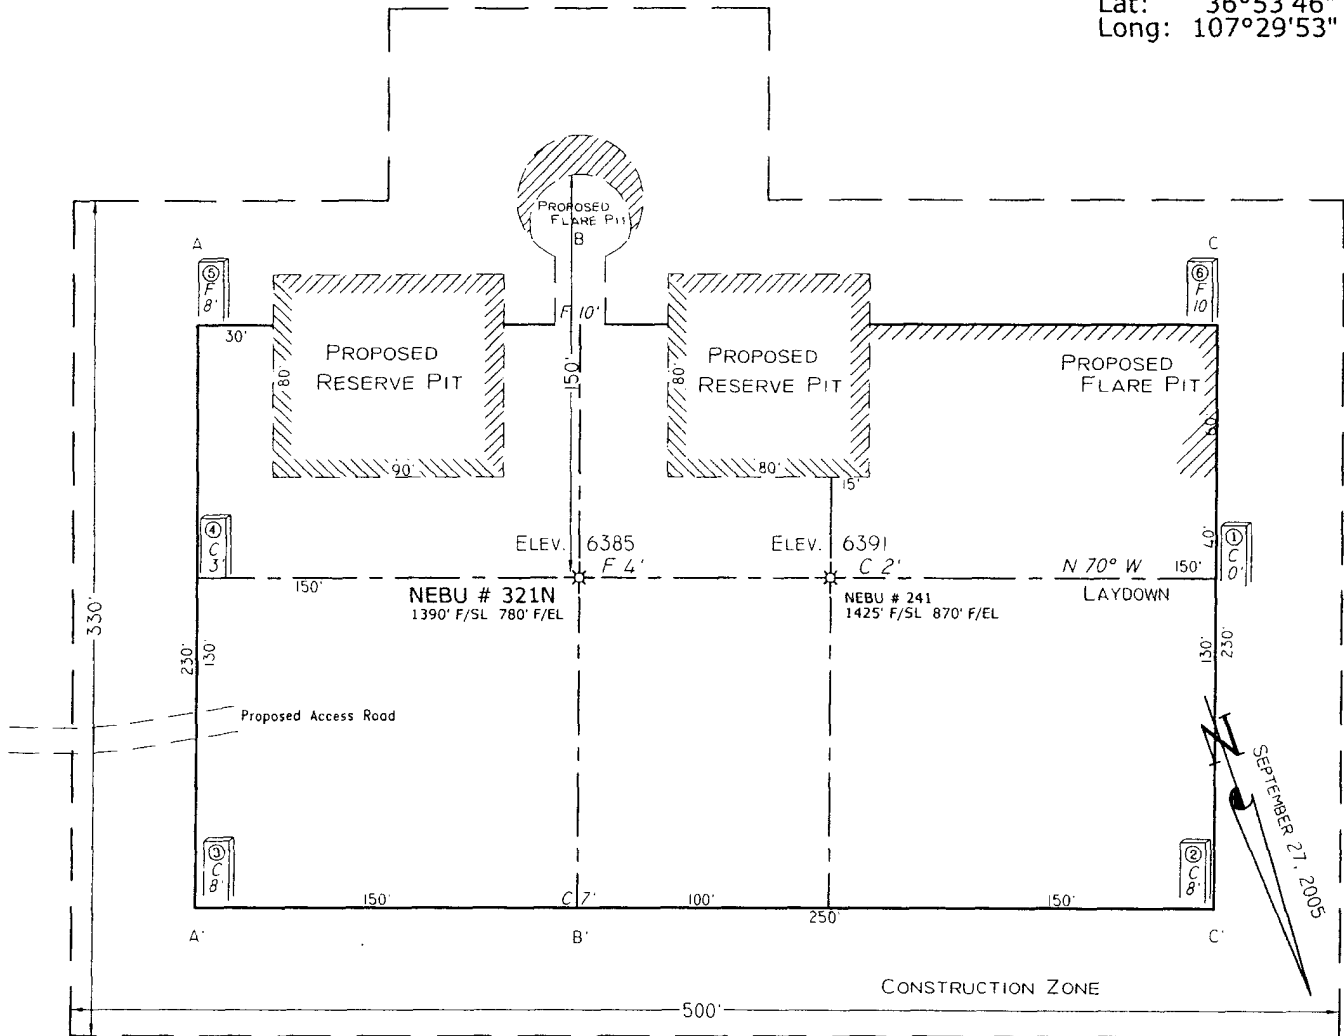 Lat: 36°53'46"
Long: 107°29'53"
PROPOSED
FLARE PIT
B
A
C
⑤
F
8'
⑥
F
10'
30'
F 10'
PROPOSED
RESERVE PIT
80'
90'
150'
PROPOSED
RESERVE PIT
80'
80'
15'
PROPOSED
FLARE PIT
60'
40'
④
C
3'
①
C
0'
ELEV. 6385
F 4'
ELEV. 6391
C 2'
N 70° W
150'
LAYDOWN
150'
NEBU # 321N
1390' F/SL 780' F/EL
NEBU # 241
1425' F/SL 870' F/EL
330'
230'
130'
130'
230'
Proposed Access Road
N
SEPTEMBER 27, 2005
③
C
8'
②
C
8'
150'
C 7'
100'
250'
150'
A'
B'
C'
CONSTRUCTION ZONE
500'